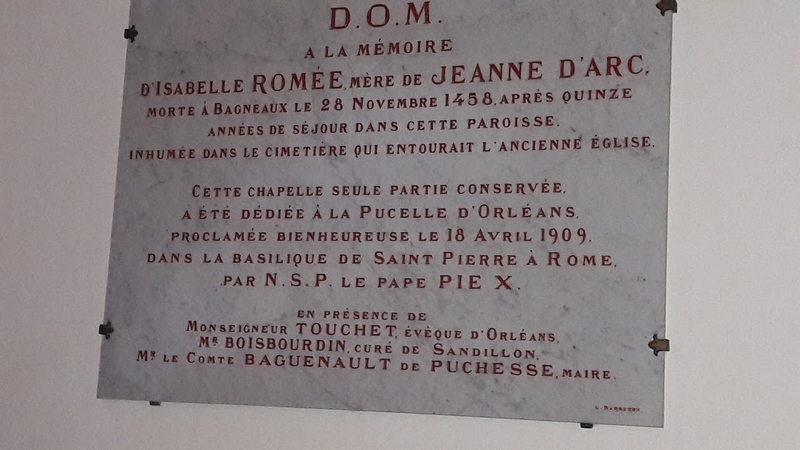 D.O.M.
A LA MÉMOIRE
D'ISABELLE ROMÉE, MÈRE DE JEANNE D'ARC,
MORTE À BAGNEAUX LE 28 NOVEMBRE 1458, APRÉS QUINZE
ANNÉES DE SÉJOUR DANS CETTE PAROISSE,
INHUMÉE DANS LE CIMETIÈRE QUI ENTOURAIT L'ANCIENNE ÉGLISE.
CETTE CHAPELLE SEULE PARTIE CONSERVÉE,
A ÉTÉ DÉDIÉE À LA PUCELLE D'ORLÉANS,
PROCLAMÉE BIENHEUREUSE LE 18 AVRIL 1909,
DANS LA BASILIQUE DE SAINT PIERRE À ROME,
PAR N.S.P. LE PAPE PIE X.
EN PRÉSENCE DE
MONSEIGNEUR TOUCHET, ÉVÊQUE D'ORLÉANS,
MR BOISBOURDIN, CURÉ DE SANDILLON,
MR LE COMTE BAGUENAULT DE PUCHESSE, MAIRE.